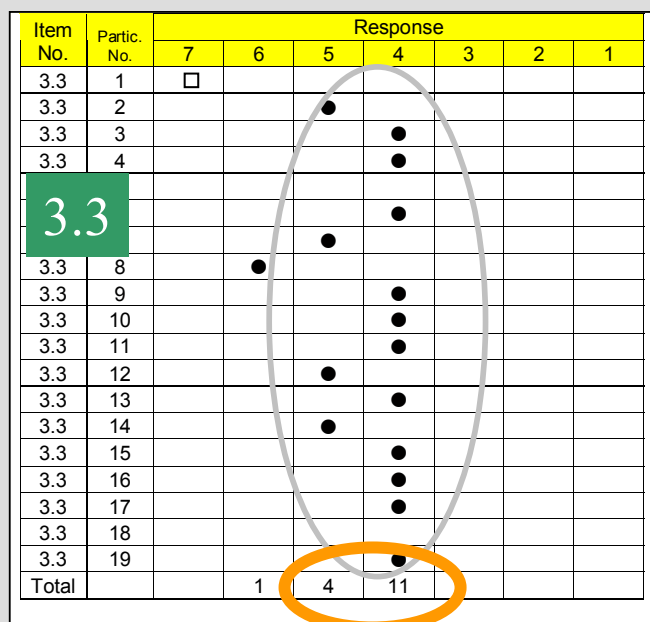 Item No. Partic. No. Response
7 6 5 4 3 2 1
3.3 1 □
3.3 2 ●
3.3 3 ●
3.3 4 ●
3.3
●
●
3.3 8 ●
3.3 9 ●
3.3 10 ●
3.3 11 ●
3.3 12 ●
3.3 13 ●
3.3 14 ●
3.3 15 ●
3.3 16 ●
3.3 17 ●
3.3 18
3.3 19 ●
Total 1 4 11